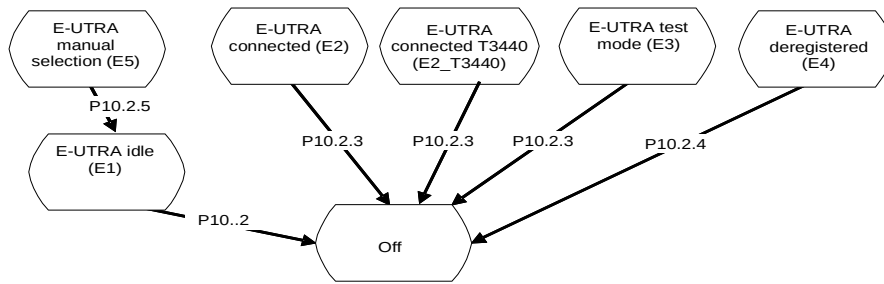 E-UTRA
manual
selection (E5)
E-UTRA
connected (E2)
E-UTRA
connected T3440
(E2_T3440)
E-UTRA test
mode (E3)
E-UTRA
deregistered
(E4)
P10.2.5
P10.2.3
P10.2.3
P10.2.3
P10.2.4
E-UTRA idle
(E1)
P10..2
Off